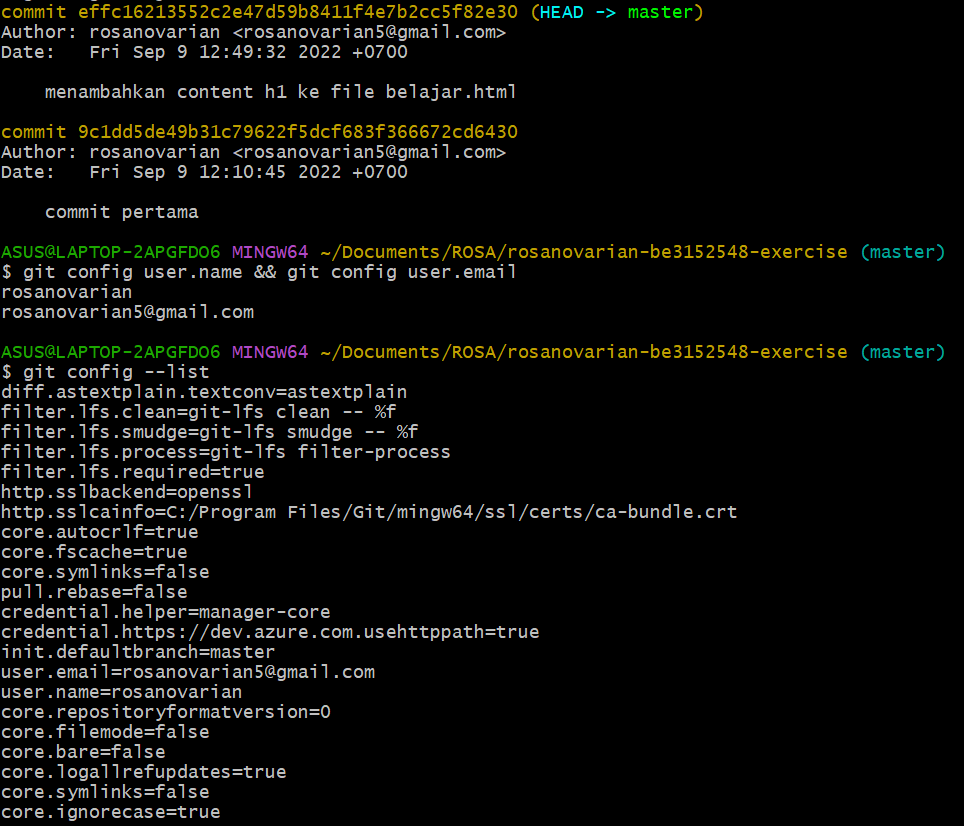 commit effc16213552c2e47d59b8411f4e7b2cc5f82e30 (HEAD -> master)
Author: rosanovarian <rosanovarian5@gmail.com>
Date:   Fri Sep 9 12:49:32 2022 +0700
    menambahkan content h1 ke file belajar.html
commit 9c1dd5de49b31c79622f5dcf683f366672cd6430
Author: rosanovarian <rosanovarian5@gmail.com>
Date:   Fri Sep 9 12:10:45 2022 +0700
    commit pertama
ASUS@LAPTOP-2APGFDO6 MINGW64 ~/Documents/ROSA/rosanovarian-be3152548-exercise (master)
$ git config user.name && git config user.email
rosanovarian
rosanovarian5@gmail.com
ASUS@LAPTOP-2APGFDO6 MINGW64 ~/Documents/ROSA/rosanovarian-be3152548-exercise (master)
$ git config --list
diff.astextplain.textconv=astextplain
filter.lfs.clean=git-lfs clean -- %f
filter.lfs.smudge=git-lfs smudge -- %f
filter.lfs.process=git-lfs filter-process
filter.lfs.required=true
http.sslbackend=openssl
http.sslcainfo=C:/Program Files/Git/mingw64/ssl/certs/ca-bundle.crt
core.autocrlf=true
core.fscache=true
core.symlinks=false
pull.rebase=false
credential.helper=manager-core
credential.https://dev.azure.com.usehttppath=true
init.defaultbranch=master
user.email=rosanovarian5@gmail.com
user.name=rosanovarian
core.repositoryformatversion=0
core.filemode=false
core.bare=false
core.logallrefupdates=true
core.symlinks=false
core.ignorecase=true